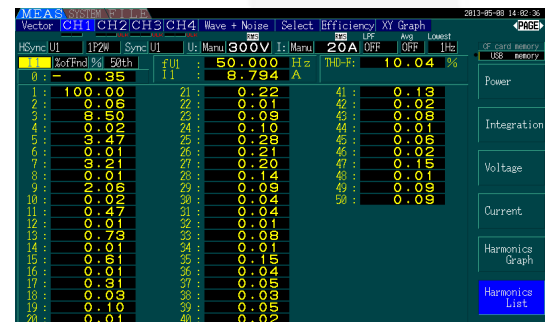 MEAS SYSTEM FILE 2013-05-08 14:02:36
Vector CH1 CH2 CH3 CH4 Wave + Noise Select Efficiency XY Graph PAGE
RMS RMS LPF Avg Lowest
HSync U1 1P2W Sync U1 U: Manu 300V I: Manu 20A OFF OFF 1Hz
CF card memory
USB memory
I1 %ofFnd % 50th fU1 : 50.000 Hz THD-F: 10.04 %
0 : - 0.35 I1 : 8.794 A
1 : 100.00 21 : 0.22 41 : 0.13
2 : 0.06 22 : 0.06 42 : 0.02
3 : 8.50 23 : 0.09 43 : 0.08
4 : 0.02 24 : 0.10 44 : 0.01
5 : 3.47 25 : 0.28 45 : 0.06
6 : 0.01 26 : 0.21 46 : 0.02
7 : 3.21 27 : 0.20 47 : 0.15
8 : 0.01 28 : 0.14 48 : 0.01
9 : 2.06 29 : 0.09 49 : 0.09
10 : 0.02 30 : 0.04 50 : 0.09
11 : 0.47 31 : 0.04
12 : 0.01 32 : 0.01
13 : 0.73 33 : 0.08
14 : 0.01 34 : 0.01
15 : 0.61 35 : 0.15
16 : 0.01 36 : 0.04
17 : 0.31 37 : 0.05
18 : 0.03 38 : 0.03
19 : 0.10 39 : 0.05
20 : 0.01 40 : 0.02
Power
Integration
Voltage
Current
Harmonics
Graph
Harmonics
List